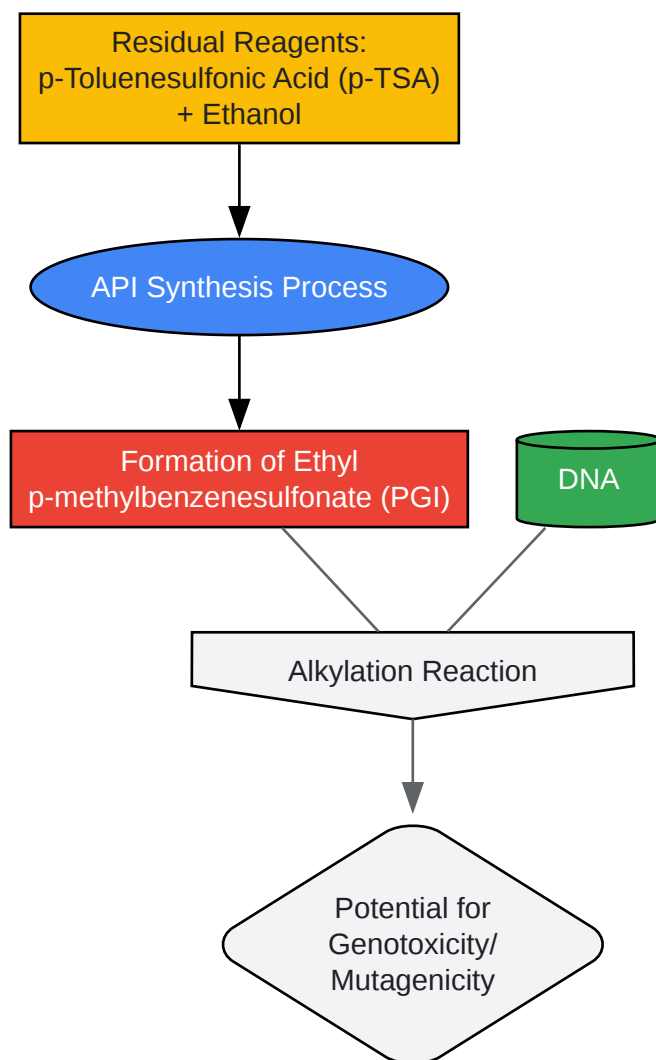 Residual Reagents:
p-Toluenesulfonic Acid (p-TSA)
+ Ethanol
API Synthesis Process
Formation of Ethyl
p-methylbenzenesulfonate (PGI)
DNA
Alkylation Reaction
Potential for
Genotoxicity/
Mutagenicity